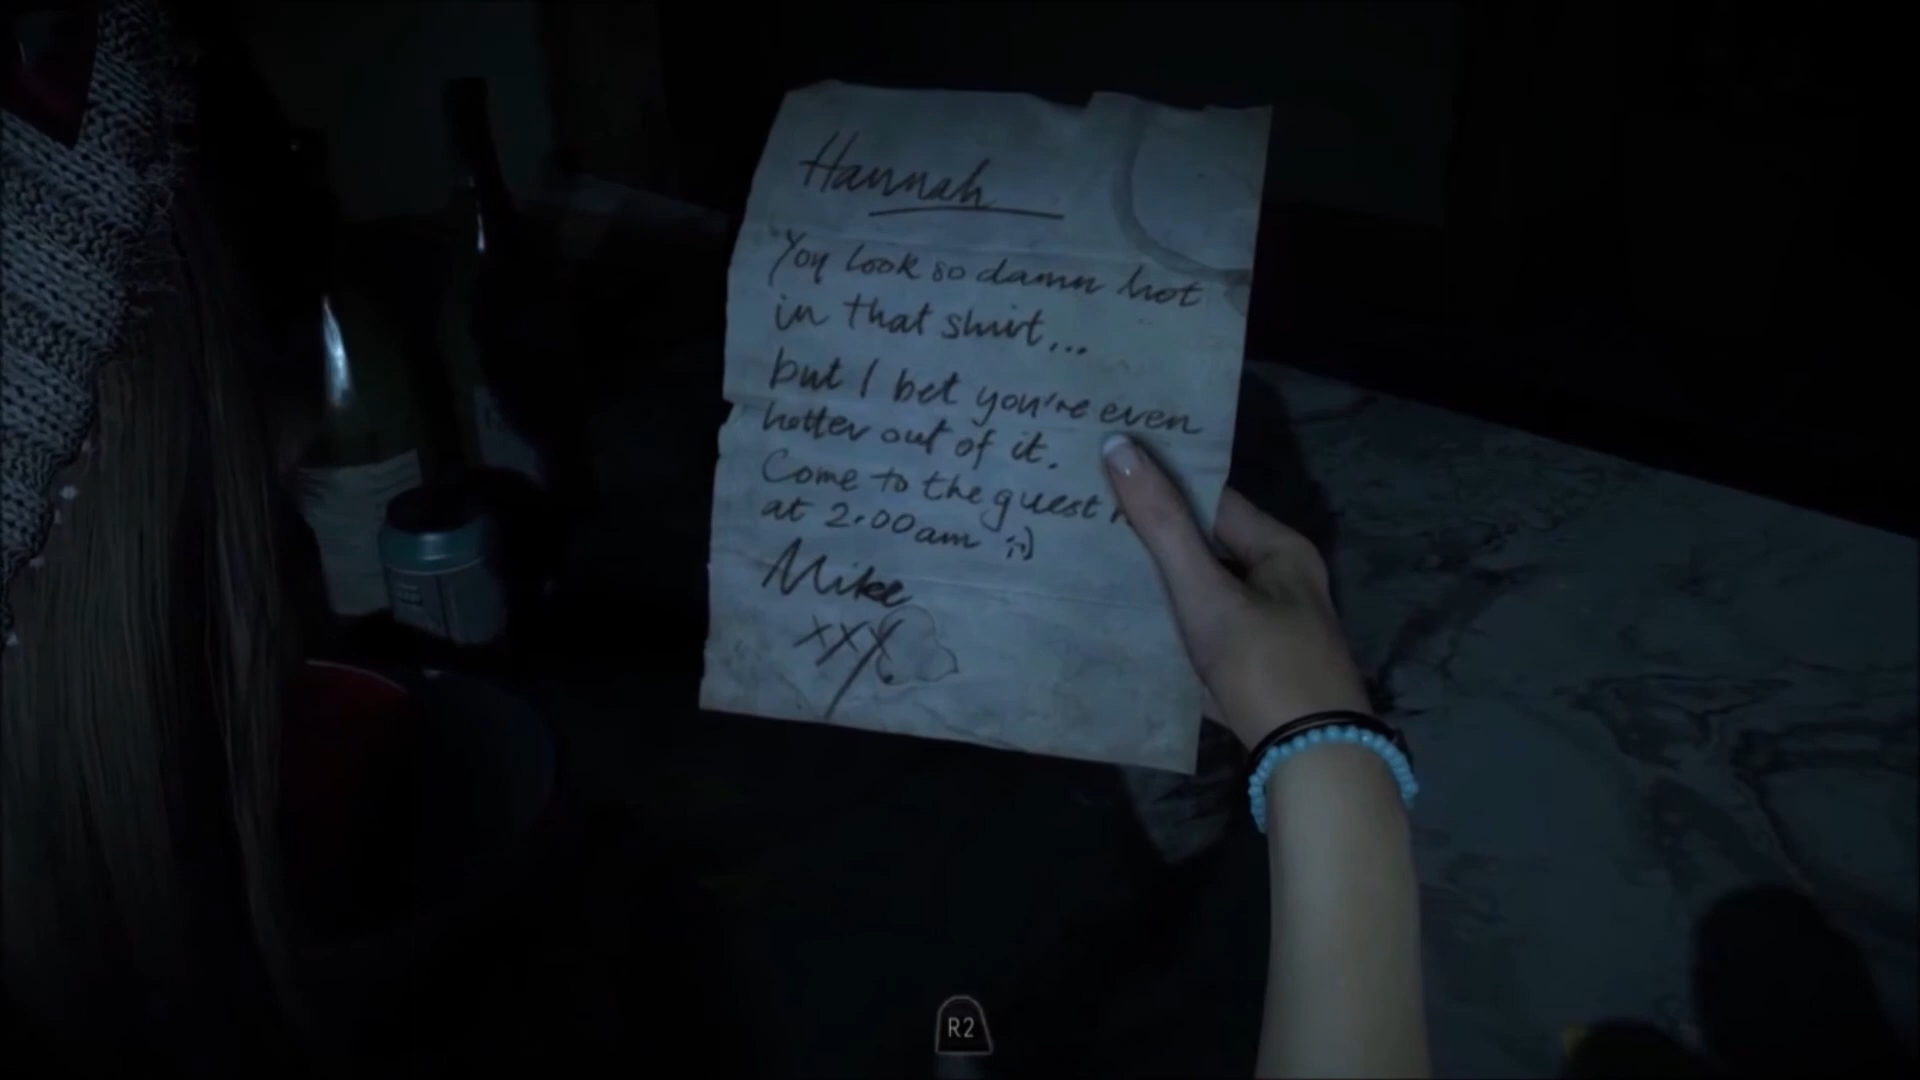 Hannah
You look so damn hot
in that shirt...
but I bet you're even
hotter out of it.
Come to the guest
at 2.00am ;)
Mike
xxx
R2